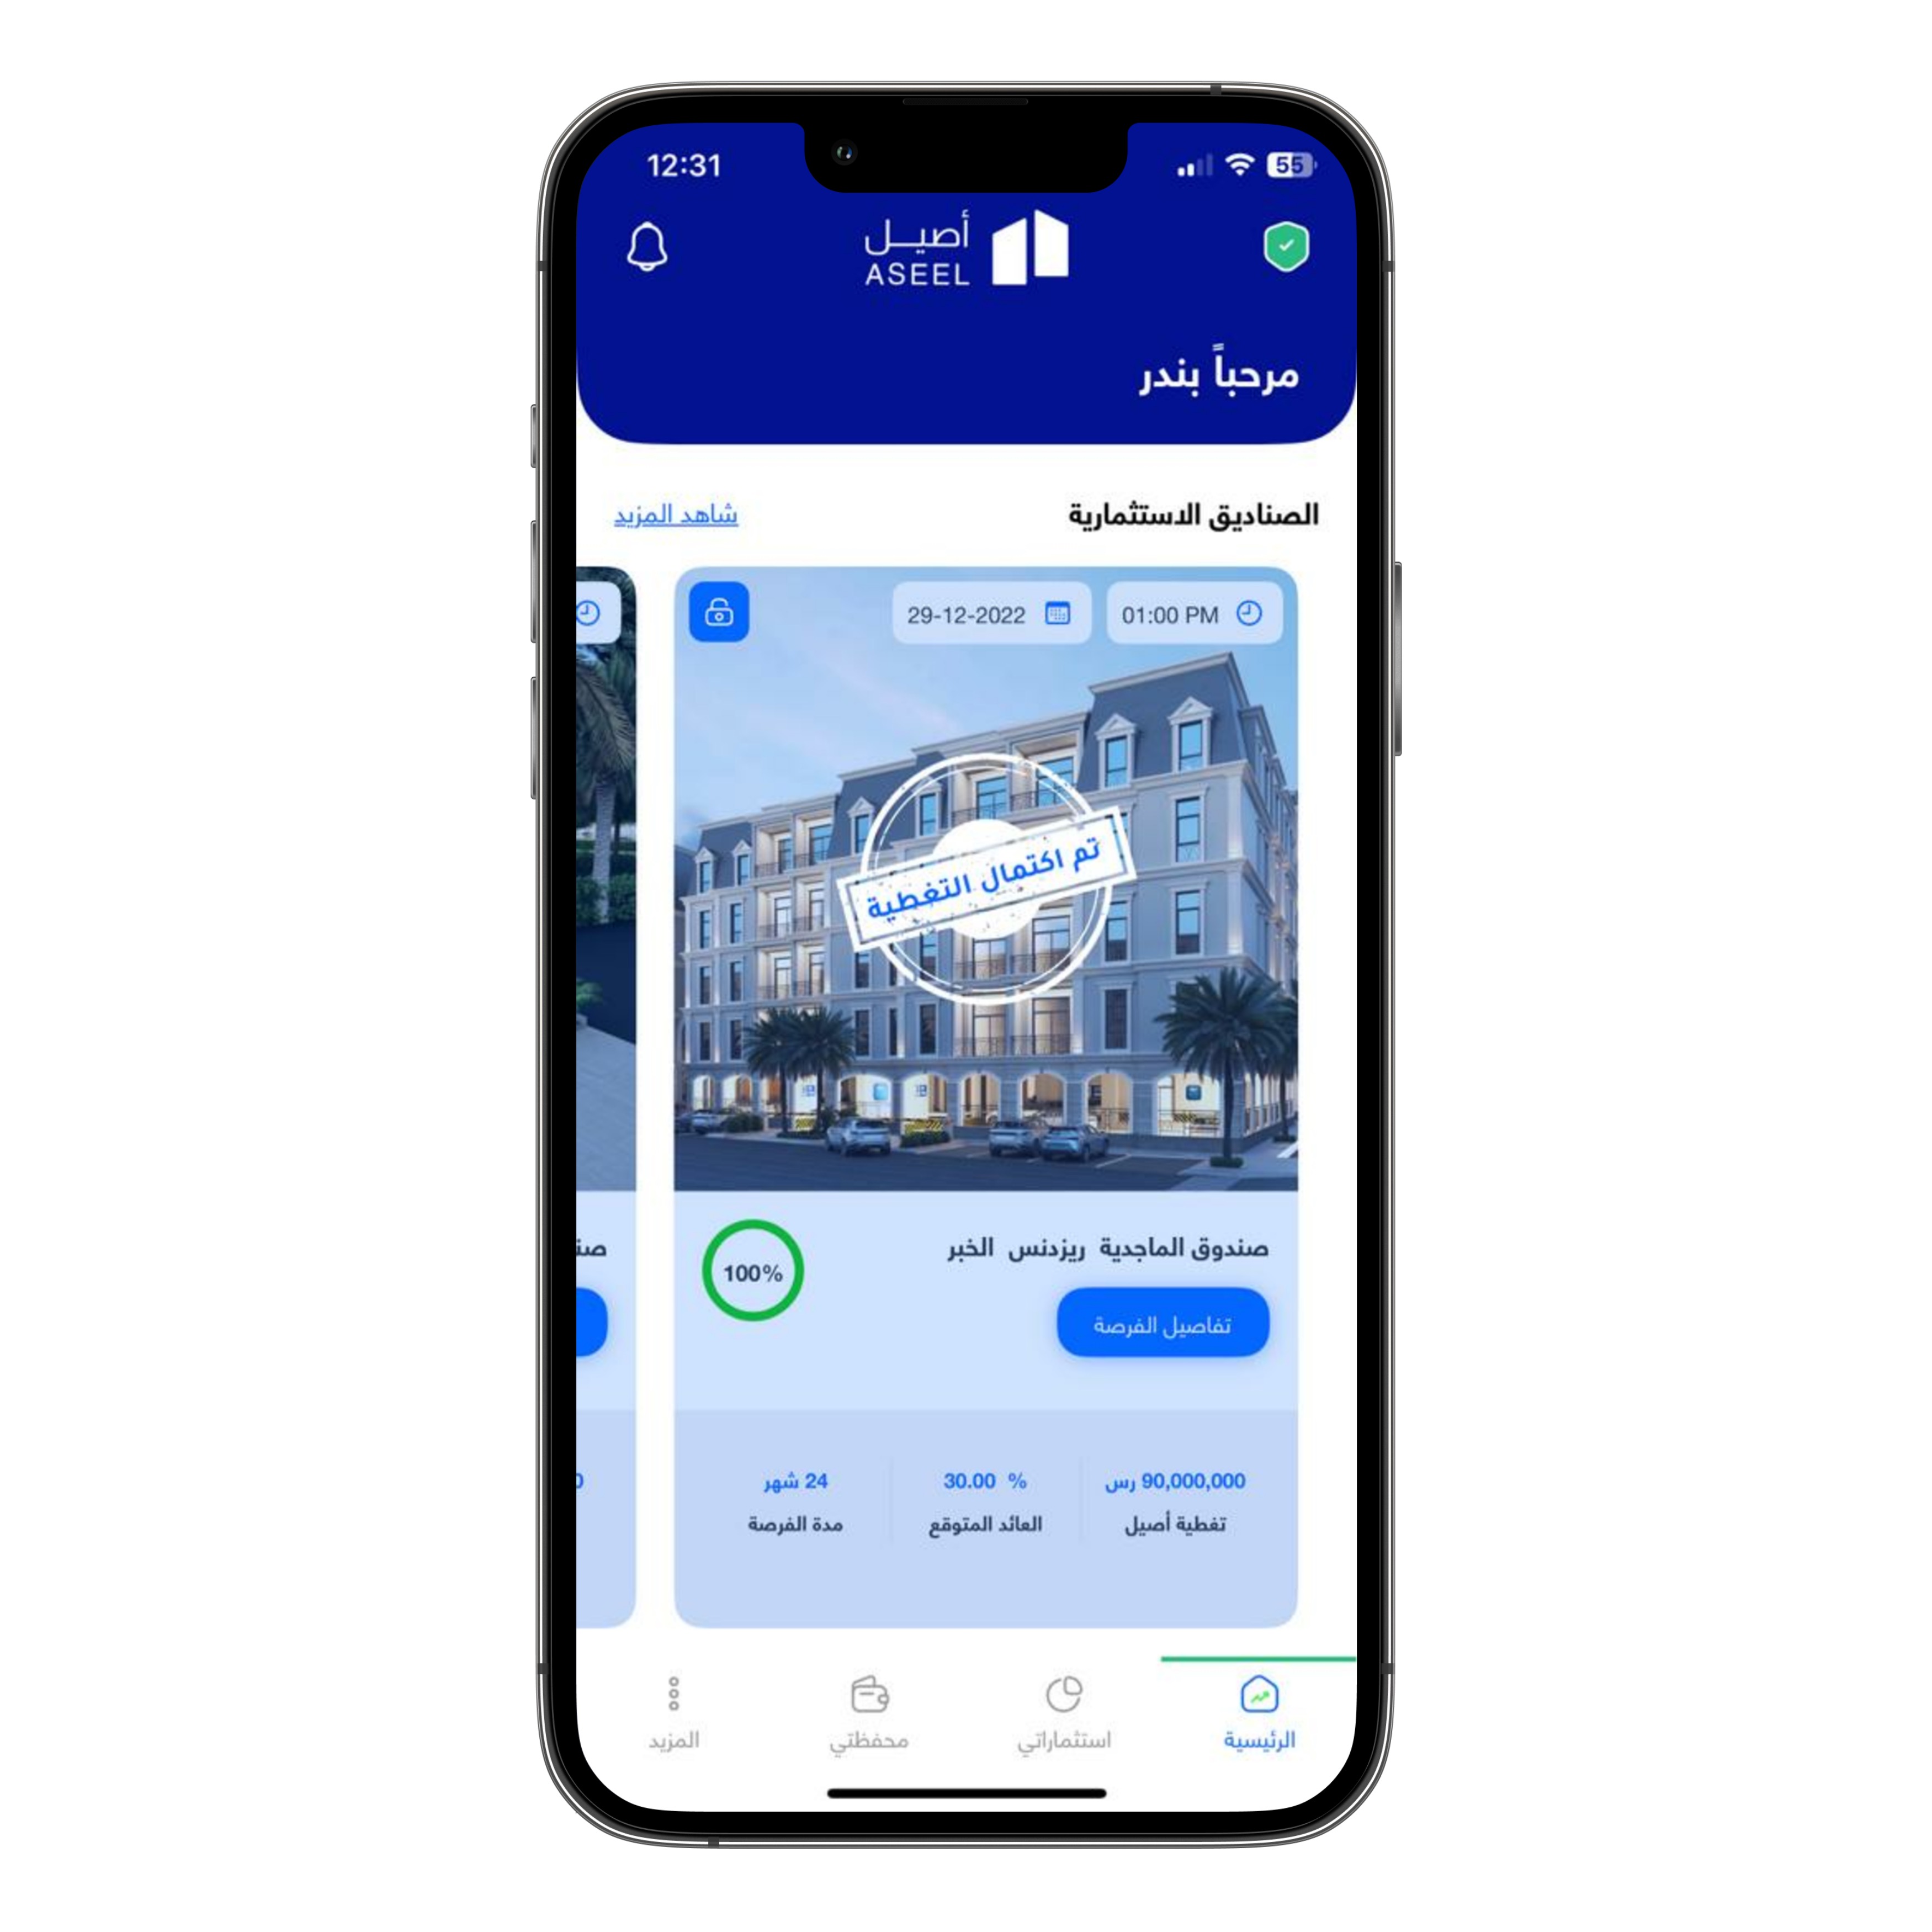 12:31
55
أصيل
ASEEL
مرحباً بندر
الصناديق الاستثمارية
شاهد المزيد
01:00 PM
29-12-2022
تم اكتمال التغطية
صندوق الماجدية ريزدنس الخبر
100%
تفاصيل الفرصة
90,000,000 رس
30.00 %
24 شهر
تغطية أصيل
العائد المتوقع
مدة الفرصة
الرئيسية
استثماراتي
محفظتي
المزيد